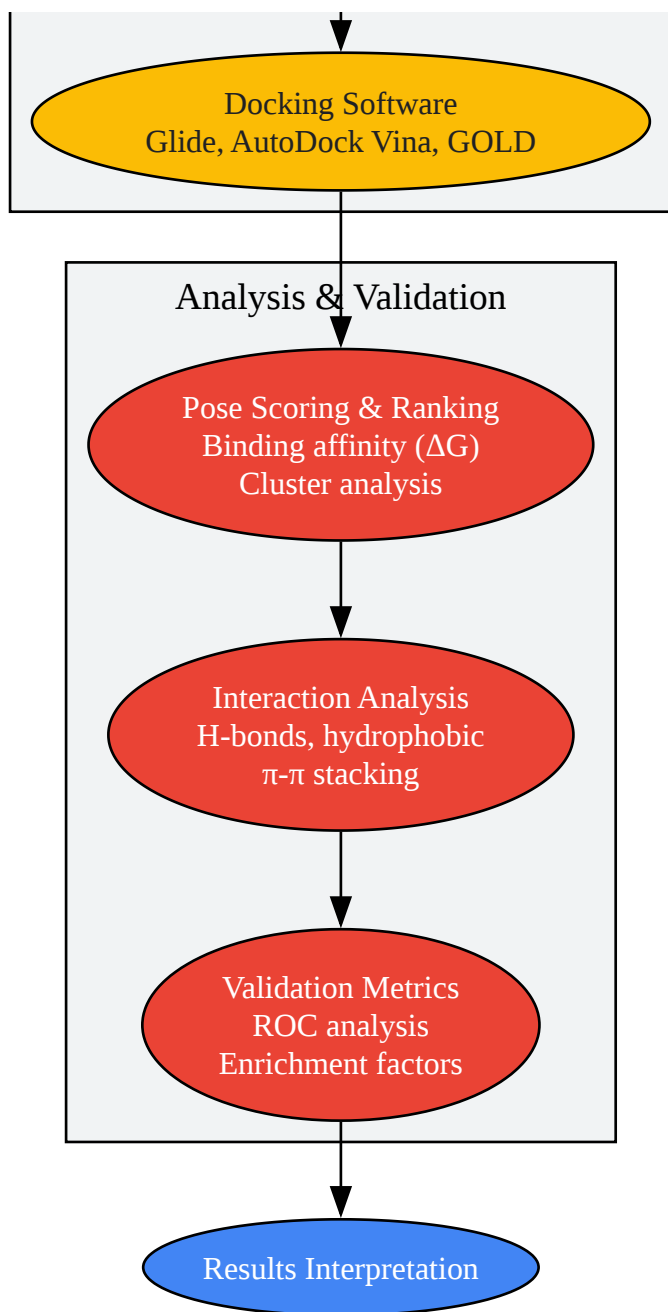 Docking Software
Glide, AutoDock Vina, GOLD
Analysis & Validation
Pose Scoring & Ranking
Binding affinity (ΔG)
Cluster analysis
Interaction Analysis
H-bonds, hydrophobic
π-π stacking
Validation Metrics
ROC analysis
Enrichment factors
Results Interpretation